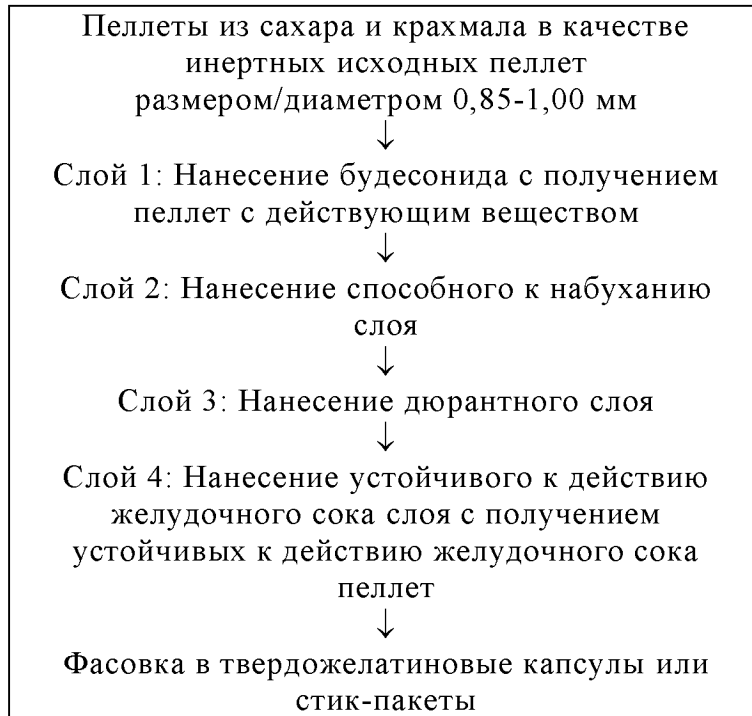 Пеллеты из сахара и крахмала в качестве
инертных исходных пеллет
размером/диаметром 0,85-1,00 мм
↓
Слой 1: Нанесение будесонида с получением
пеллет с действующим веществом
↓
Слой 2: Нанесение способного к набуханию
слоя
↓
Слой 3: Нанесение дюрантного слоя
↓
Слой 4: Нанесение устойчивого к действию
желудочного сока слоя с получением
устойчивых к действию желудочного сока
пеллет
↓
Фасовка в твердожелатиновые капсулы или
стик-пакеты